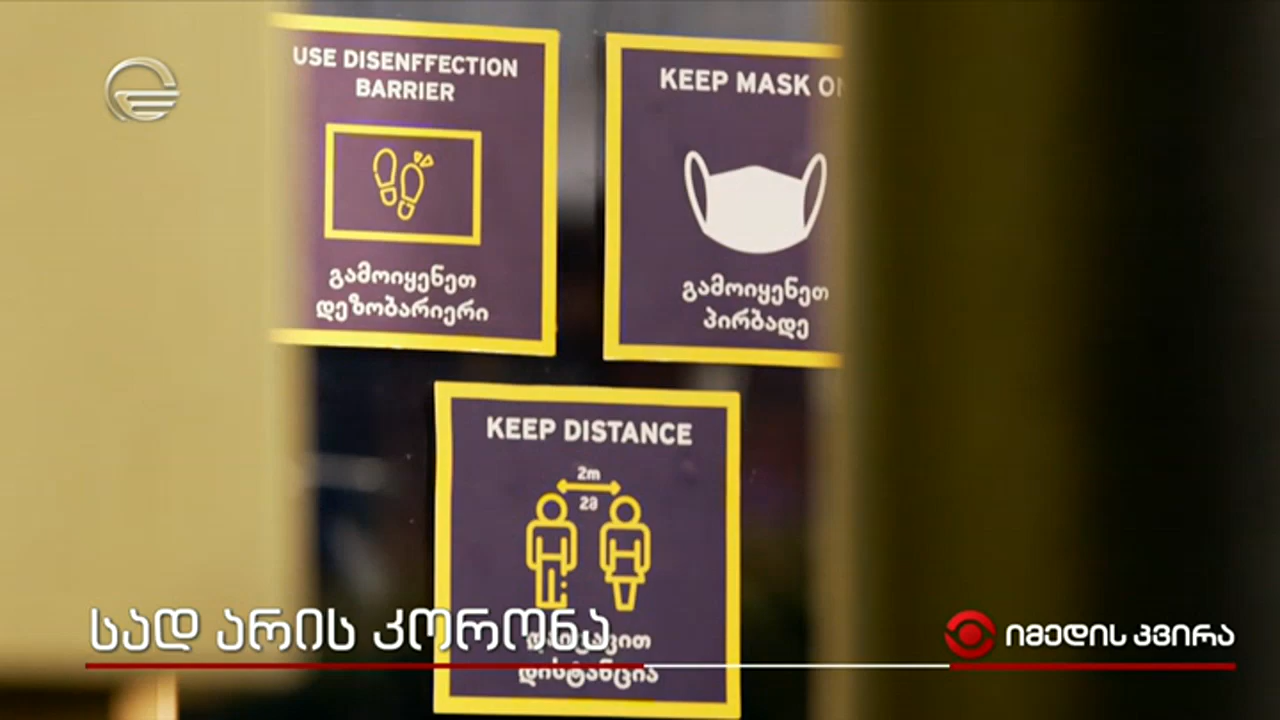 USE DISENFFECTION
BARRIER
გამოიყენეთ
დეზობარიერი
KEEP MASK ON
გამოიყენეთ
პირბადე
KEEP DISTANCE
2m
2მ
დისტანცია
სად არის კორონა
იმედის კვირა